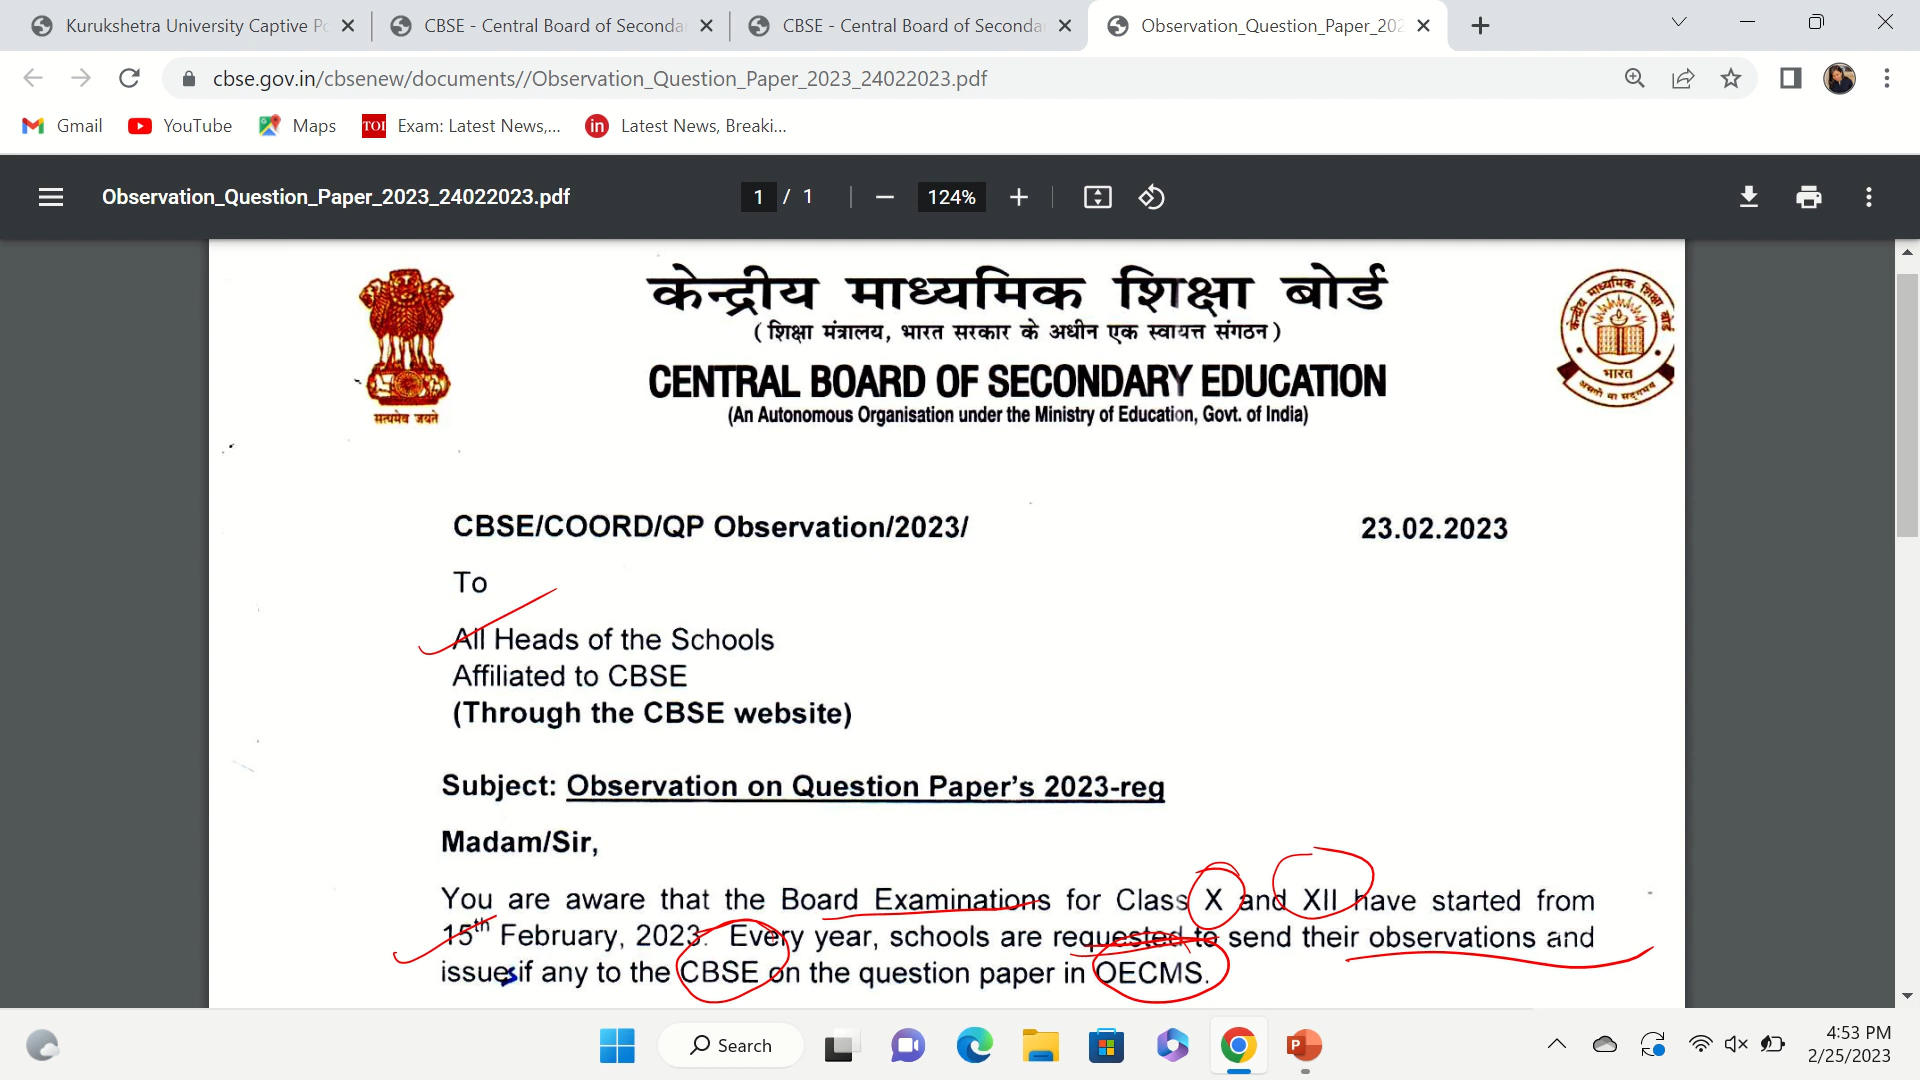 Kurukshetra University Captive Po
CBSE - Central Board of Seconda
CBSE - Central Board of Seconda
Observation_Question_Paper_202
cbse.gov.in/cbsenew/documents//Observation_Question_Paper_2023_24022023.pdf
Gmail
YouTube
Maps
TOI
Exam: Latest News,...
in
Latest News, Breaki...
Observation_Question_Paper_2023_24022023.pdf
1 / 1
124%
केन्द्रीय माध्यमिक शिक्षा बोर्ड
(शिक्षा मंत्रालय, भारत सरकार के अधीन एक स्वायत्त संगठन)
CENTRAL BOARD OF SECONDARY EDUCATION
(An Autonomous Organisation under the Ministry of Education, Govt. of India)
सत्यमेव जयते
केन्द्रीय माध्यमिक शिक्षा बोर्ड
भारत
असतो मा सद्गमय
CBSE/COORD/QP Observation/2023/
23.02.2023
To
All Heads of the Schools
Affiliated to CBSE
(Through the CBSE website)
Subject: Observation on Question Paper's 2023-reg
Madam/Sir,
You are aware that the Board Examinations for Class X and XII have started from
15th February, 2023. Every year, schools are requested to send their observations and
issues if any to the CBSE on the question paper in OECMS.
Search
P
4:53 PM
2/25/2023